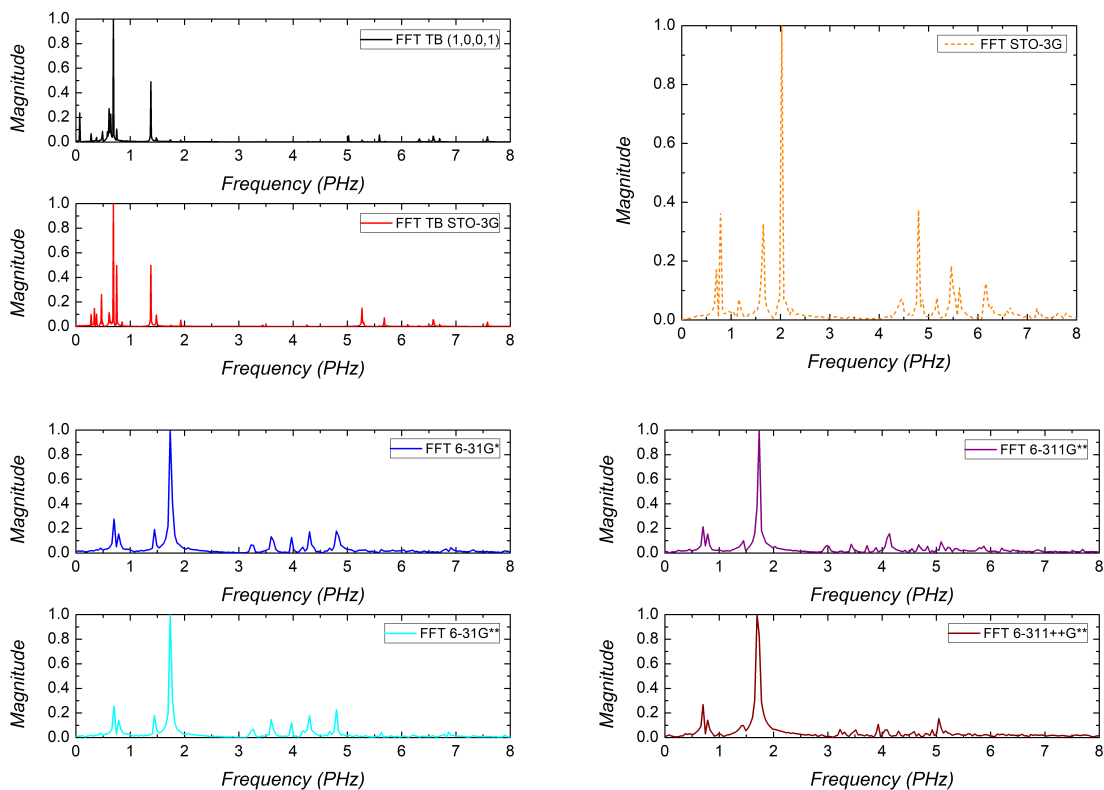 FFT TB (1,0,0,1)
Magnitude
1.0
0.8
0.6
0.4
0.2
0.0
0 1 2 3 4 5 6 7 8
Frequency (PHz)
FFT STO-3G
Magnitude
1.0
0.8
0.6
0.4
0.2
0.0
0 1 2 3 4 5 6 7 8
Frequency (PHz)
FFT TB STO-3G
Magnitude
1.0
0.8
0.6
0.4
0.2
0.0
0 1 2 3 4 5 6 7 8
Frequency (PHz)
FFT 6-31G*
Magnitude
1.0
0.8
0.6
0.4
0.2
0.0
0 1 2 3 4 5 6 7 8
Frequency (PHz)
FFT 6-311G**
Magnitude
1.0
0.8
0.6
0.4
0.2
0.0
0 1 2 3 4 5 6 7 8
Frequency (PHz)
FFT 6-31G**
Magnitude
1.0
0.8
0.6
0.4
0.2
0.0
0 1 2 3 4 5 6 7 8
Frequency (PHz)
FFT 6-311++G**
Magnitude
1.0
0.8
0.6
0.4
0.2
0.0
0 1 2 3 4 5 6 7 8
Frequency (PHz)